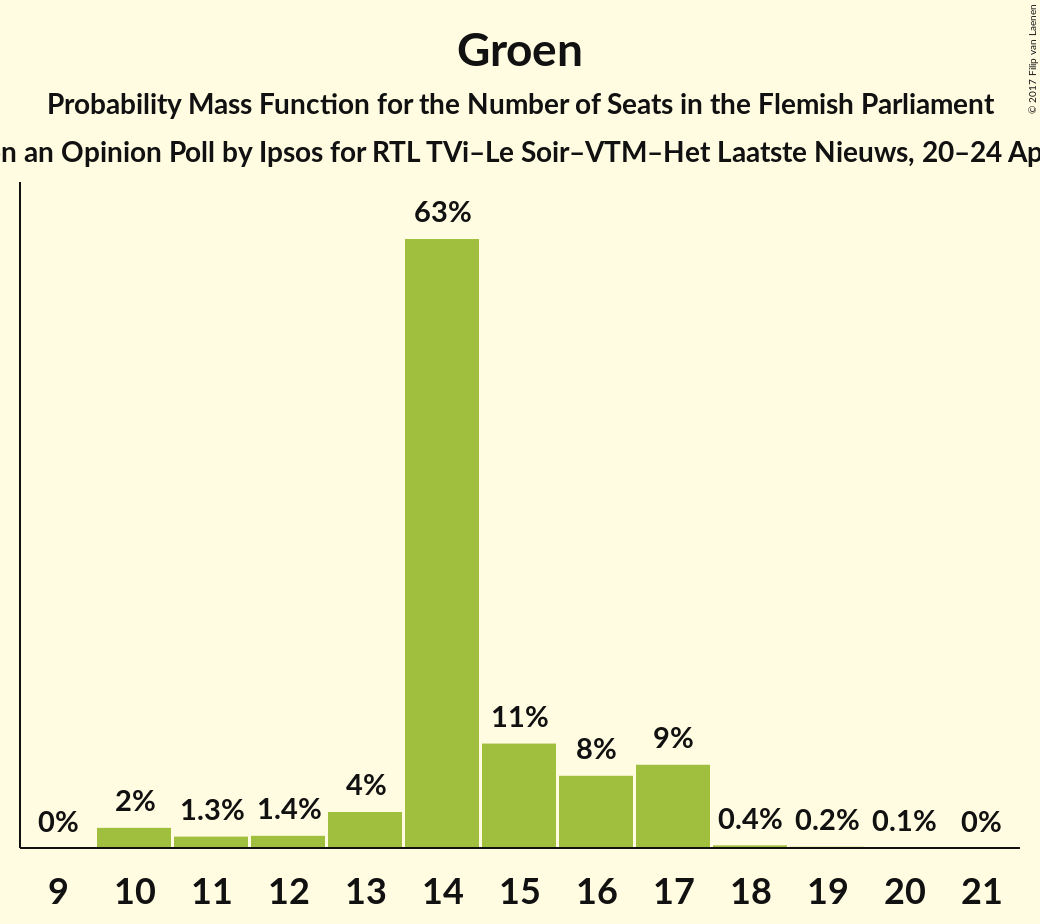 Groen
Probability Mass Function for the Number of Seats in the Flemish Parliament
an Opinion Poll by Ipsos for RTL TVi–Le Soir–VTM–Het Laatste Nieuws, 20–24
© 2017 Filip van Laenen
63%
11%
9%
8%
4%
2%
1.3%
1.4%
0%
0.4%
0.2%
0.1%
0%
9 10 11 12 13 14 15 16 17 18 19 20 21